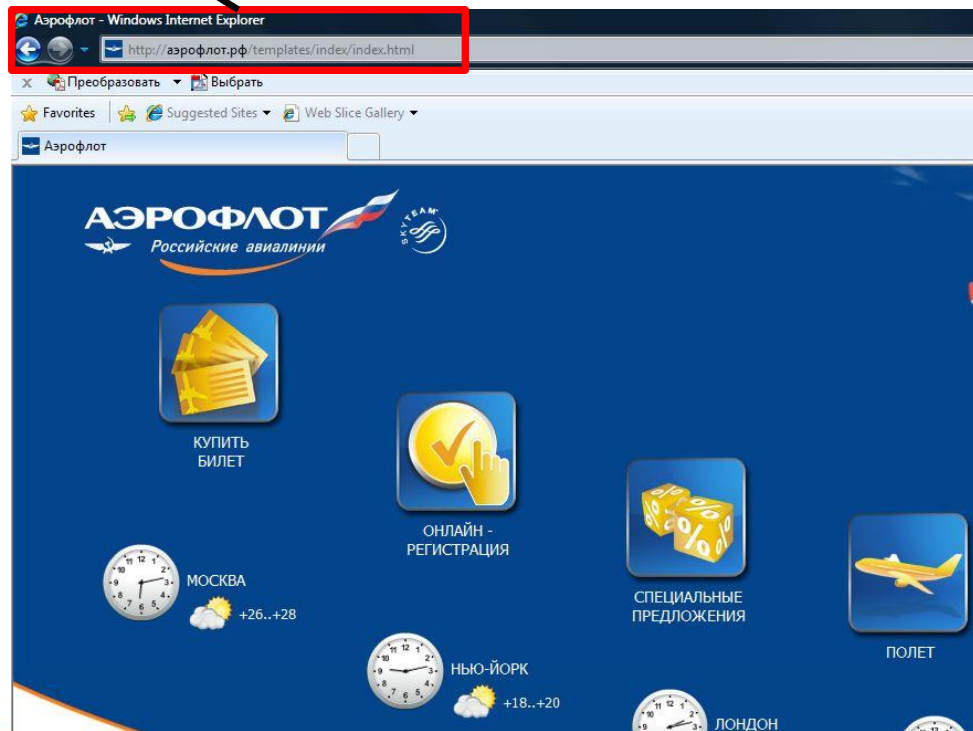 Аэрофлот - Windows Internet Explorer
http://аэрофлот.рф/templates/index/index.html
x Преобразовать Выбрать
Favorites Suggested Sites Web Slice Gallery
Аэрофлот
АЭРОФЛОТ
Российские авиалинии
SKYTEAM
КУПИТЬ
БИЛЕТ
ОНЛАЙН -
РЕГИСТРАЦИЯ
СПЕЦИАЛЬНЫЕ
ПРЕДЛОЖЕНИЯ
ПОЛЕТ
МОСКВА
+26..+28
НЬЮ-ЙОРК
+18..+20
ЛОНДОН